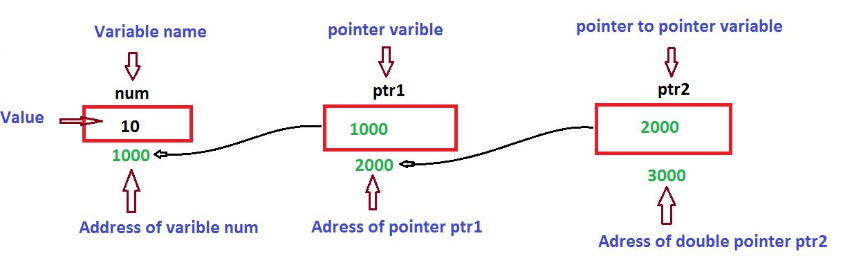 Variable name
pointer varible
pointer to pointer variable
num
ptr1
ptr2
Value
10
1000
2000
1000
2000
3000
Address of varible num
Adress of pointer ptr1
Adress of double pointer ptr2